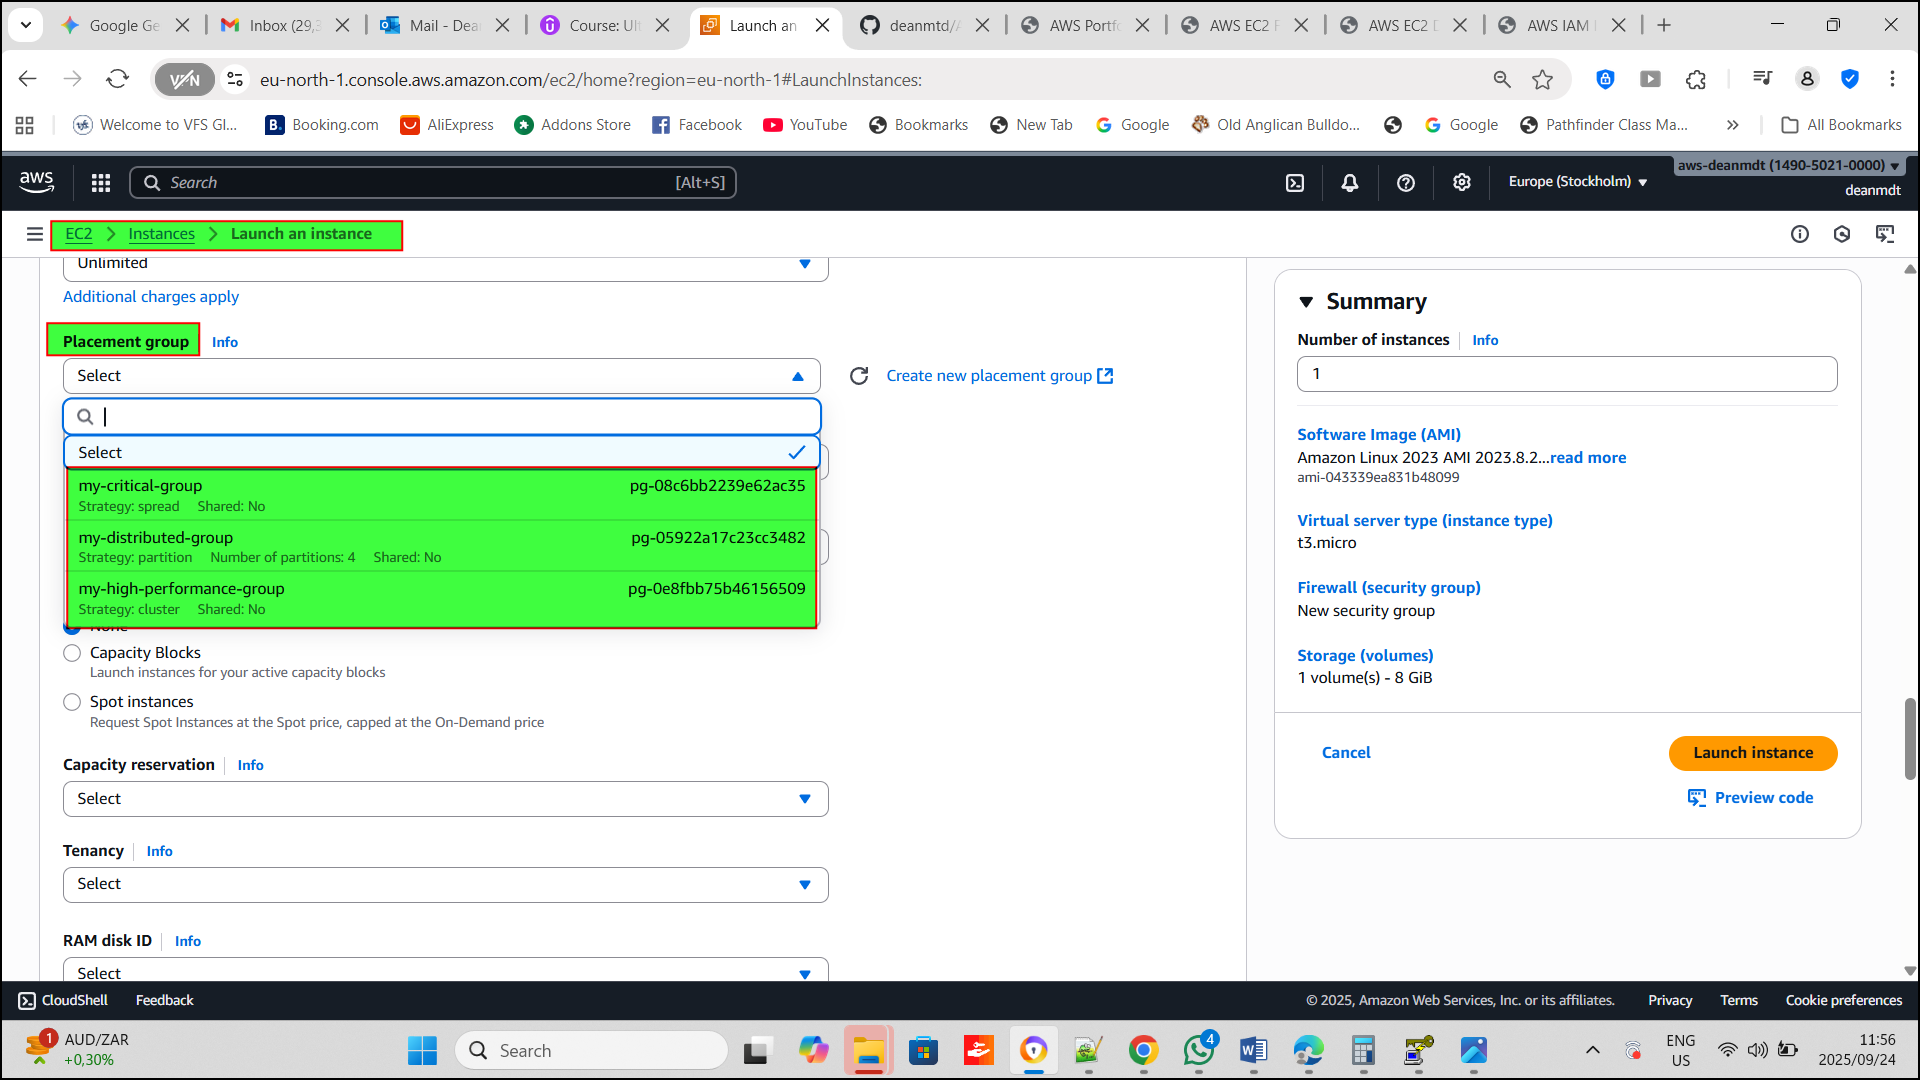 Google Ge
Inbox (29,3
Mail - Dea
Course: Ult
Launch an
deanmtd/A
AWS Portfo
AWS EC2 F
AWS EC2 D
AWS IAM
VPN
eu-north-1.console.aws.amazon.com/ec2/home?region=eu-north-1#LaunchInstances:
Welcome to VFS Gl...
Booking.com
AliExpress
Addons Store
Facebook
YouTube
Bookmarks
New Tab
Google
Old Anglican Bulldo...
Google
Pathfinder Class Ma...
All Bookmarks
aws
Search
[Alt+S]
Europe (Stockholm)
aws-deanmdt (1490-5021-0000)
deanmdt
EC2 > Instances > Launch an instance
Unlimited
Additional charges apply
Placement group
Info
Select
Create new placement group
Select
my-critical-group pg-08c6bb2239e62ac35
Strategy: spread Shared: No
my-distributed-group pg-05922a17c23cc3482
Strategy: partition Number of partitions: 4 Shared: No
my-high-performance-group pg-0e8fbb75b46156509
Strategy: cluster Shared: No
None
Capacity Blocks
Launch instances for your active capacity blocks
Spot instances
Request Spot Instances at the Spot price, capped at the On-Demand price
Capacity reservation
Info
Select
Tenancy
Info
Select
RAM disk ID
Info
Select
Summary
Number of instances
Info
1
Software Image (AMI)
Amazon Linux 2023 AMI 2023.8.2...read more
ami-043339ea831b48099
Virtual server type (instance type)
t3.micro
Firewall (security group)
New security group
Storage (volumes)
1 volume(s) - 8 GiB
Cancel
Launch instance
Preview code
CloudShell
Feedback
© 2025, Amazon Web Services, Inc. or its affiliates.
Privacy
Terms
Cookie preferences
1
AUD/ZAR
+0,30%
Search
4
ENG
US
11:56
2025/09/24